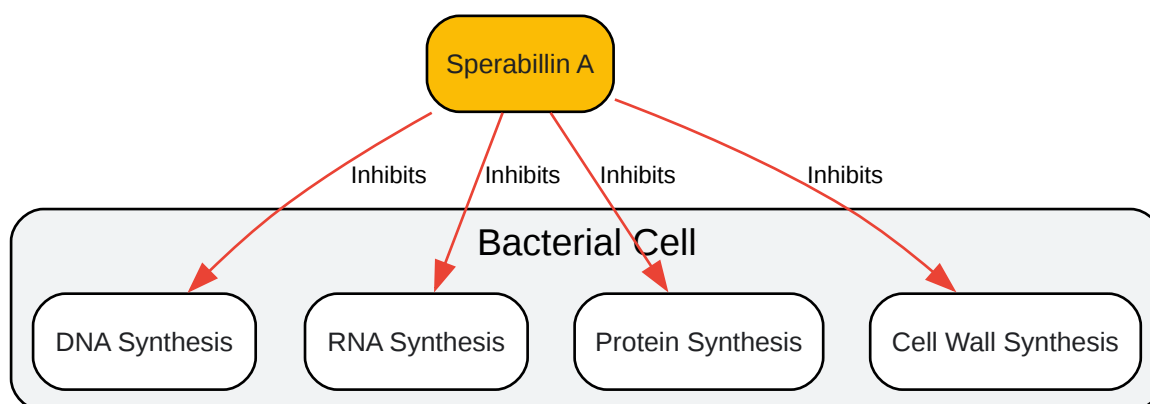 Sperabillin A
Inhibits
Inhibits
Inhibits
Inhibits
Bacterial Cell
DNA Synthesis
RNA Synthesis
Protein Synthesis
Cell Wall Synthesis